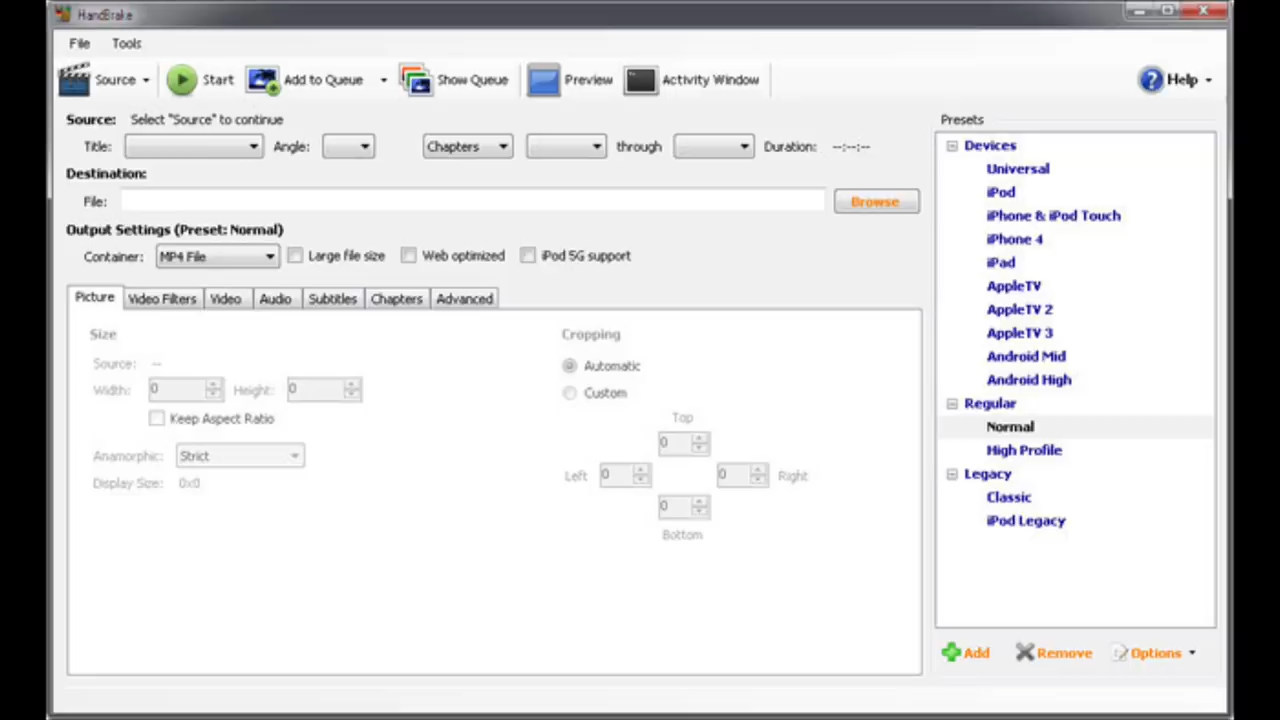 HandBrake
File Tools
Source Start Add to Queue Show Queue Preview Activity Window Help
Source: Select "Source" to continue
Title: Angle: Chapters through Duration: --:--:--
Destination:
File: Browse
Output Settings (Preset: Normal)
Container: MP4 File Large file size Web optimized iPod 5G support
Picture Video Filters Video Audio Subtitles Chapters Advanced
Size
Source: --
Width: 0 Height: 0
Keep Aspect Ratio
Anamorphic: Strict
Display Size: 0x0
Cropping
Automatic
Custom
Top
0
Left 0 0 Right
0
Bottom
Presets
Devices
Universal
iPod
iPhone & iPod Touch
iPhone 4
iPad
AppleTV
AppleTV 2
AppleTV 3
Android Mid
Android High
Regular
Normal
High Profile
Legacy
Classic
iPod Legacy
Add Remove Options